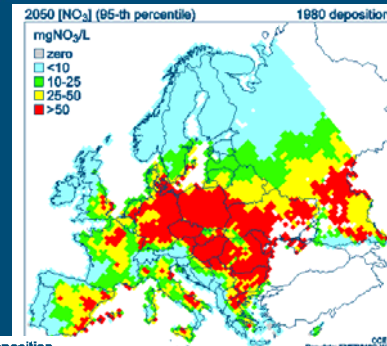 2050 [NO₃] (95-th percentile) 1980 deposition
mgNO₃/L
zero
<10
10-25
25-50
>50